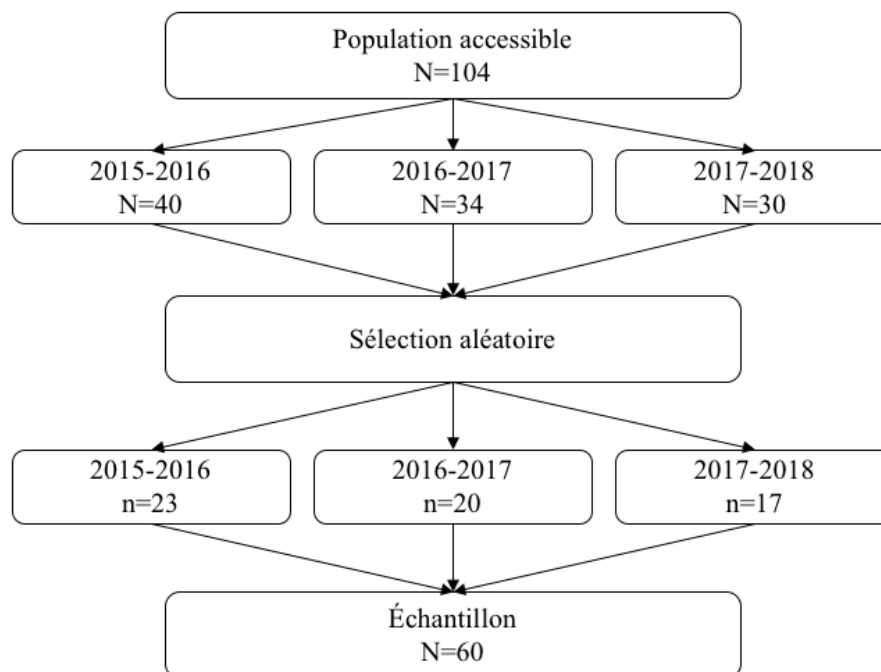 Population accessible
N=104
2015-2016
N=40
2016-2017
N=34
2017-2018
N=30
Sélection aléatoire
2015-2016
n=23
2016-2017
n=20
2017-2018
n=17
Échantillon
N=60